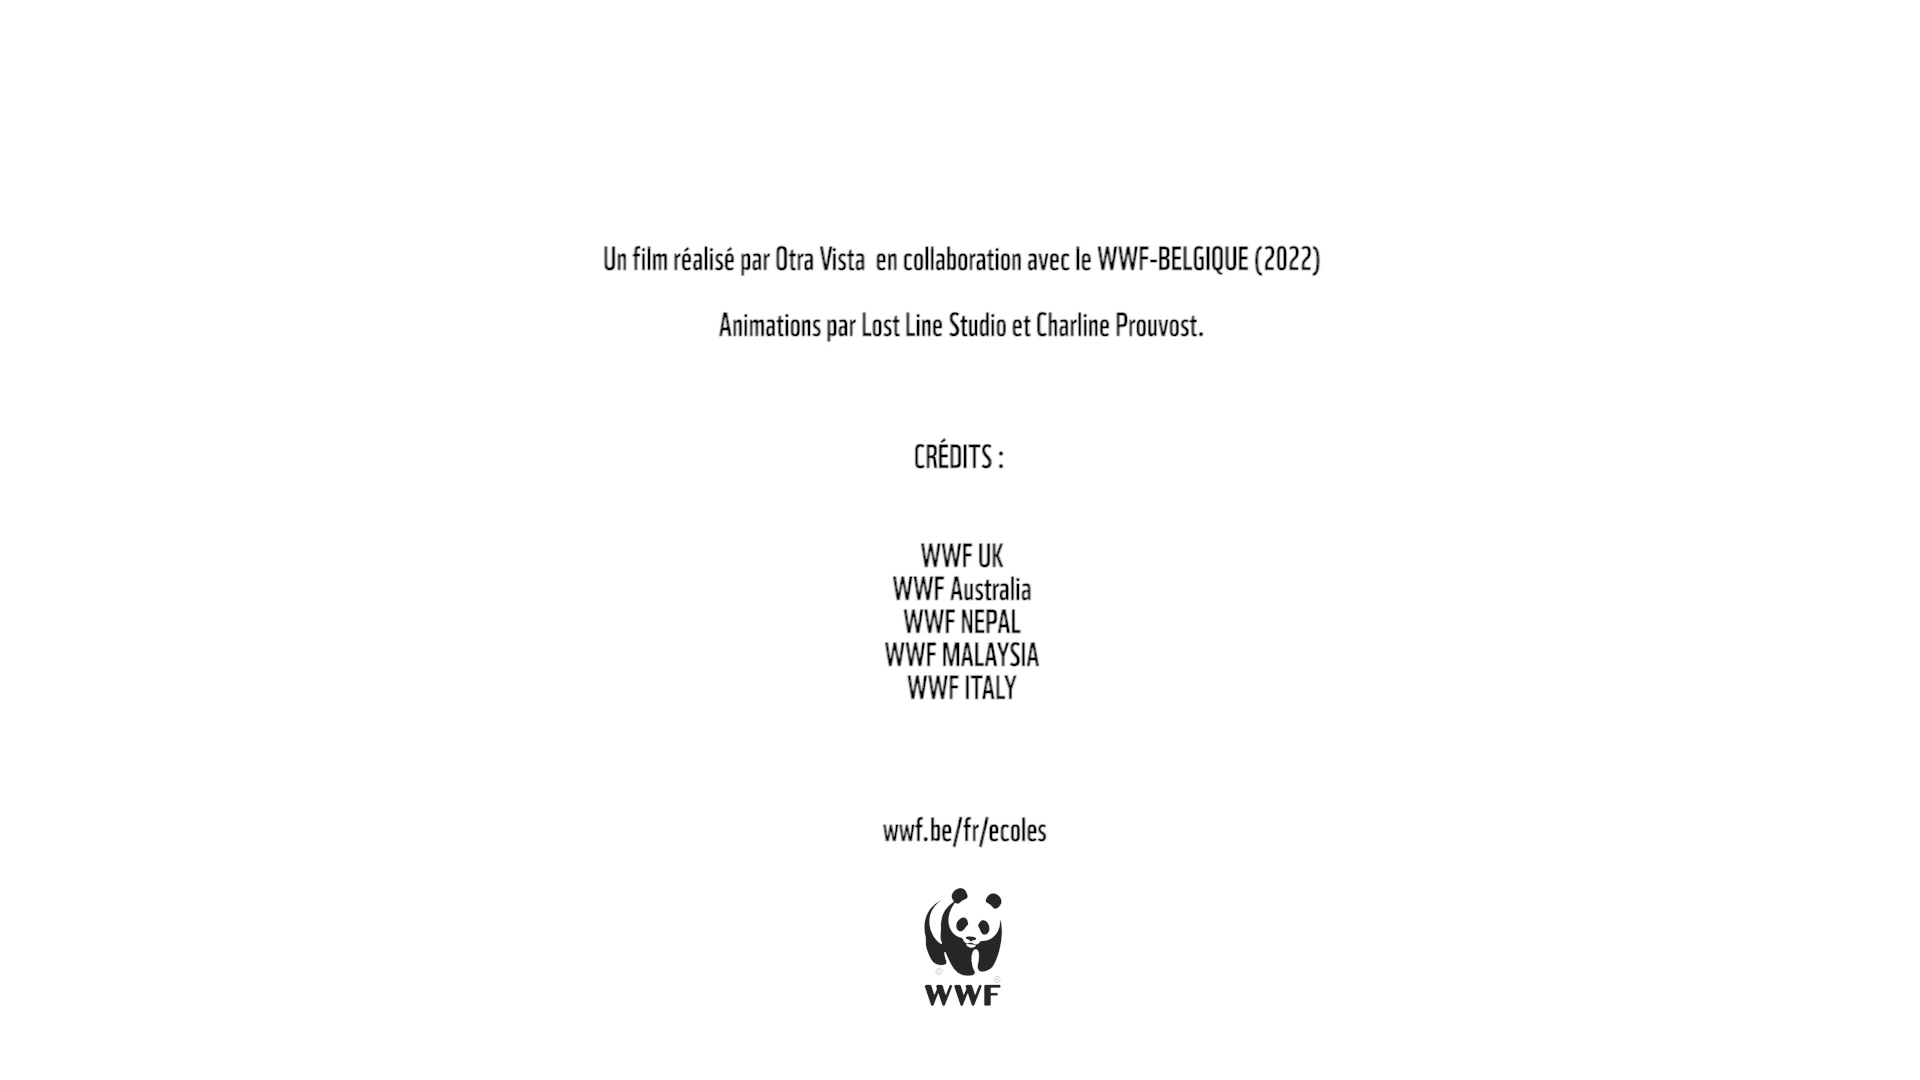 Un film réalisé par Otra Vista  en collaboration avec le WWF-BELGIQUE (2022)
Animations par Lost Line Studio et Charline Prouvost.
CRÉDITS :
WWF UK
WWF Australia
WWF NEPAL
WWF MALAYSIA
WWF ITALY
wwf.be/fr/ecoles
© ®
WWF